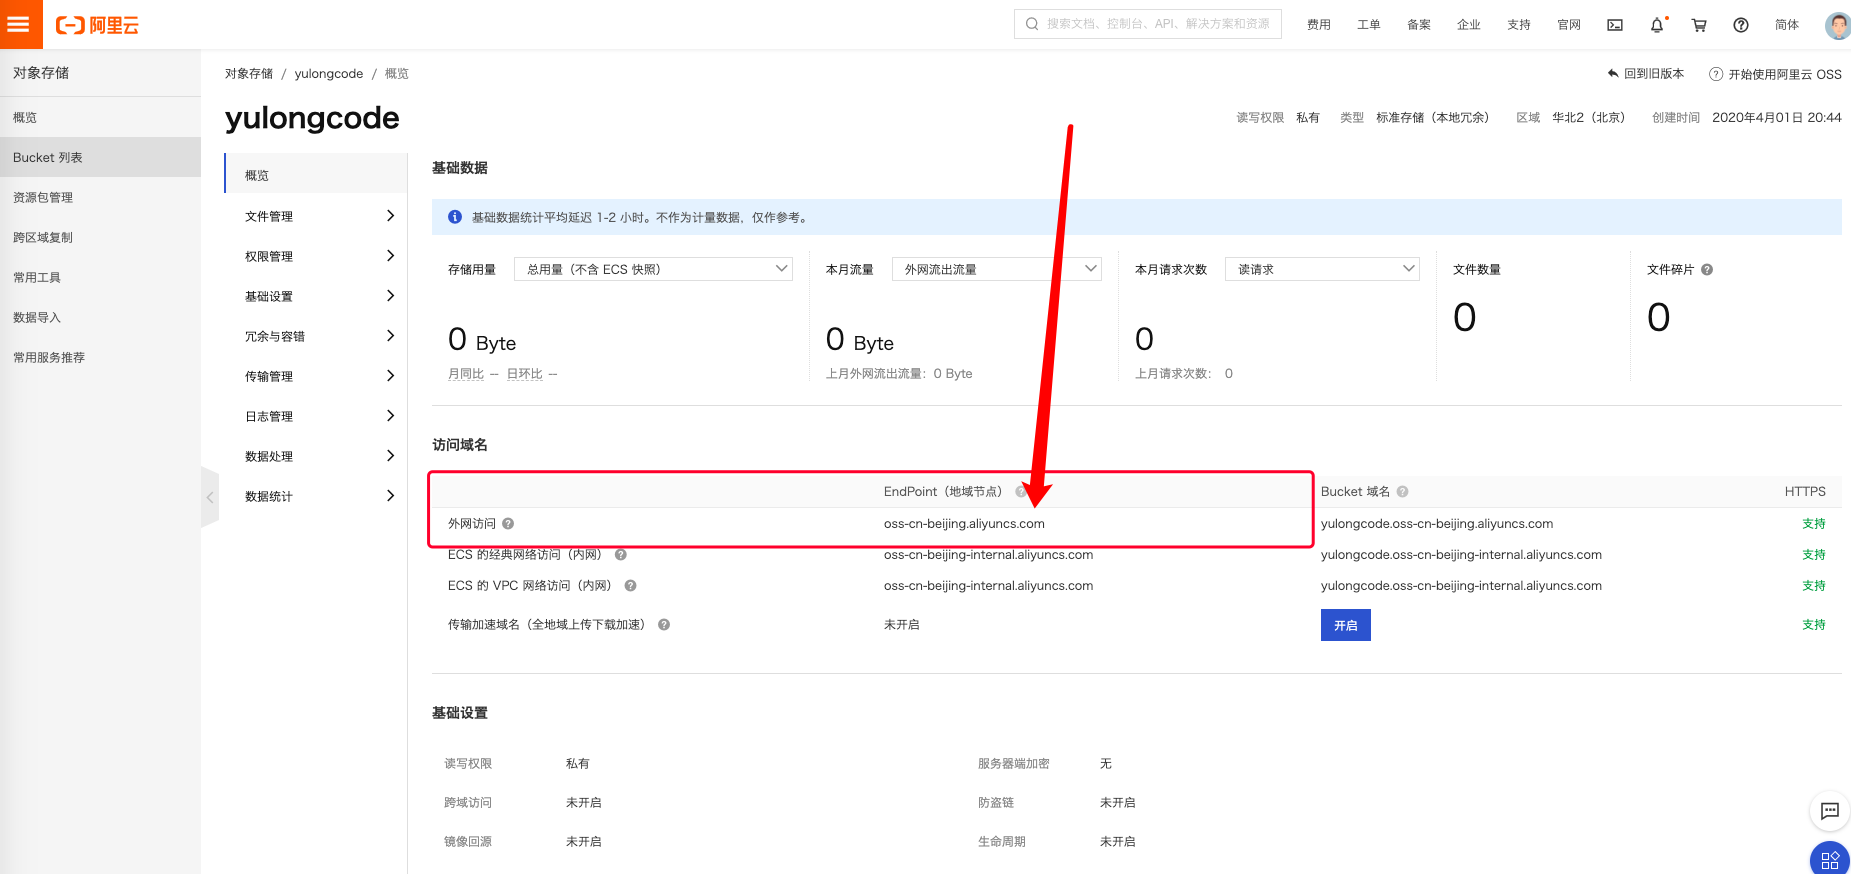 阿里云
搜索文档、控制台、API、解决方案和资源
费用 工单 备案 企业 支持 官网 简体
对象存储
概览
Bucket 列表
资源包管理
跨区域复制
常用工具
数据导入
常用服务推荐
对象存储 / yulongcode / 概览
回到旧版本 开始使用阿里云 OSS
yulongcode
读写权限 私有 类型 标准存储（本地冗余） 区域 华北2（北京） 创建时间 2020年4月01日 20:44
概览
文件管理
权限管理
基础设置
冗余与容错
传输管理
日志管理
数据处理
数据统计
基础数据
基础数据统计平均延迟 1-2 小时。不作为计量数据，仅作参考。
存储用量 总用量（不含 ECS 快照） 本月流量 外网流出流量 本月请求次数 读请求 文件数量 文件碎片
0 Byte 0 Byte 0 0 0
月同比 -- 日环比 -- 上月外网流出流量：0 Byte 上月请求次数： 0
访问域名
EndPoint（地域节点） Bucket 域名 HTTPS
外网访问 oss-cn-beijing.aliyuncs.com yulongcode.oss-cn-beijing.aliyuncs.com 支持
ECS 的经典网络访问（内网） oss-cn-beijing-internal.aliyuncs.com yulongcode.oss-cn-beijing-internal.aliyuncs.com 支持
ECS 的 VPC 网络访问（内网） oss-cn-beijing-internal.aliyuncs.com yulongcode.oss-cn-beijing-internal.aliyuncs.com 支持
传输加速域名（全地域上传下载加速） 未开启 开启 支持
基础设置
读写权限 私有 服务器端加密 无
跨域访问 未开启 防盗链 未开启
镜像回源 未开启 生命周期 未开启